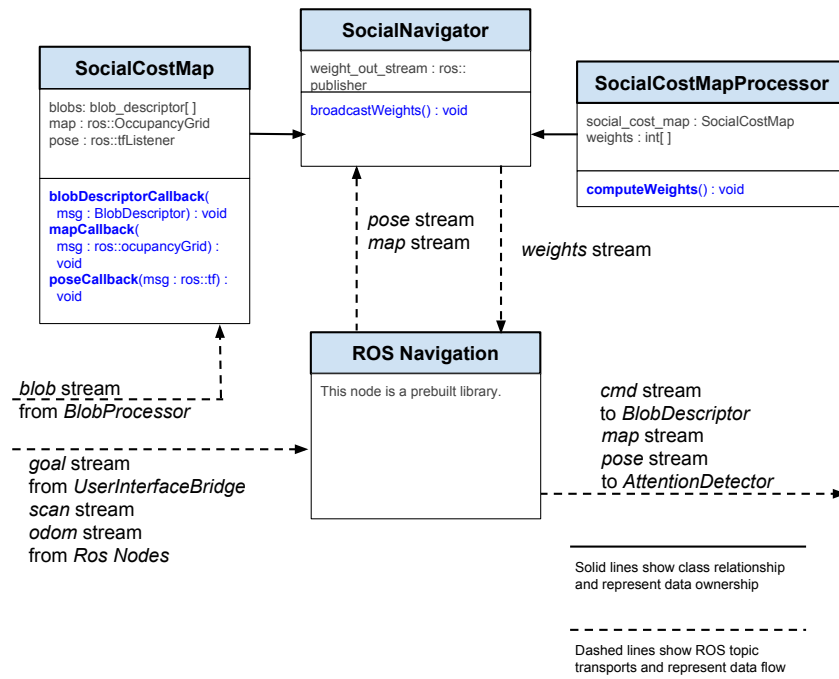 SocialNavigator
weight_out_stream : ros::
publisher
broadcastWeights() : void
SocialCostMap
blobs: blob_descriptor[ ]
map : ros::OccupancyGrid
pose : ros::tfListener
blobDescriptorCallback(
msg : BlobDescriptor) : void
mapCallback(
msg : ros::ocupancyGrid) :
void
poseCallback(msg : ros::tf) :
void
SocialCostMapProcessor
social_cost_map : SocialCostMap
weights : int[ ]
computeWeights() : void
pose stream
map stream
weights stream
ROS Navigation
This node is a prebuilt library.
blob stream
from BlobProcessor
goal stream
from UserInterfaceBridge
scan stream
odom stream
from Ros Nodes
cmd stream
to BlobDescriptor
map stream
pose stream
to AttentionDetector
Solid lines show class relationship
and represent data ownership
Dashed lines show ROS topic
transports and represent data flow